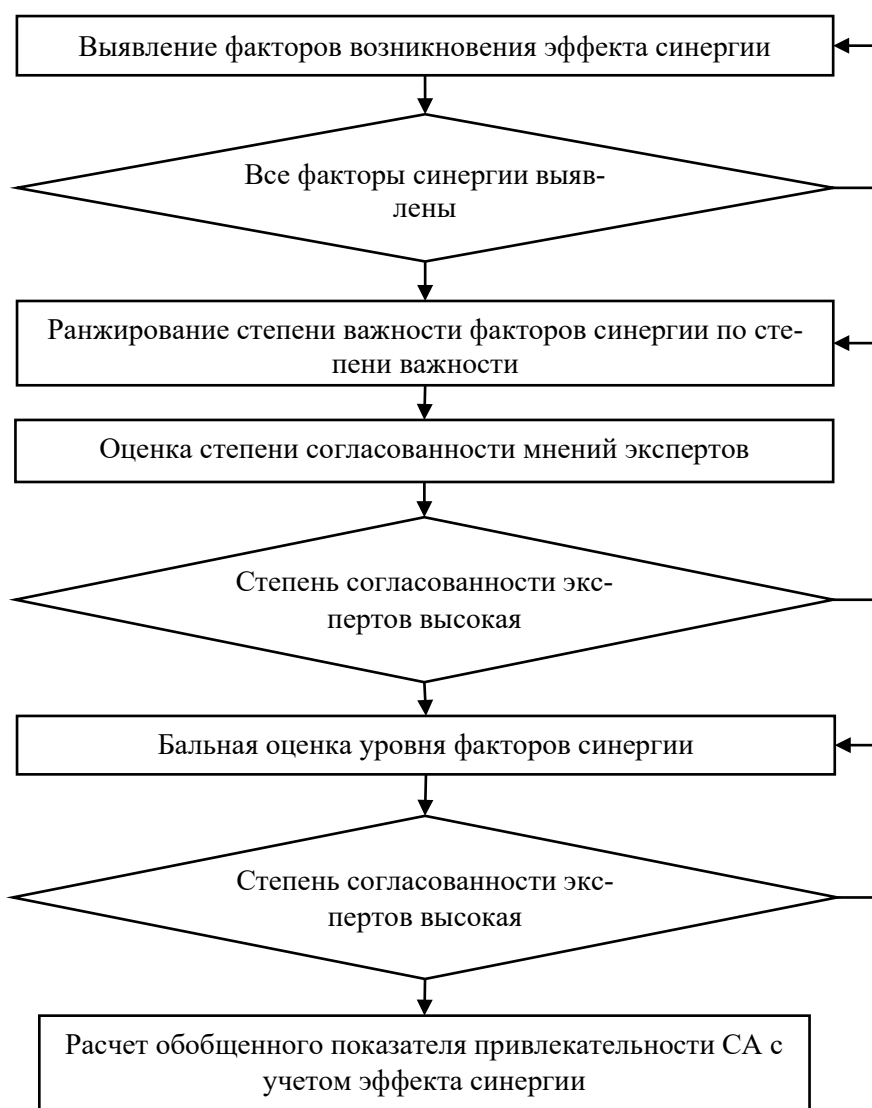 Выявление факторов возникновения эффекта синергии
Все факторы синергии выяв-
лены
Ранжирование степени важности факторов синергии по сте-
пени важности
Оценка степени согласованности мнений экспертов
Степень согласованности экс-
пертов высокая
Бальная оценка уровня факторов синергии
Степень согласованности экс-
пертов высокая
Расчет обобщенного показателя привлекательности СА с
учетом эффекта синергии